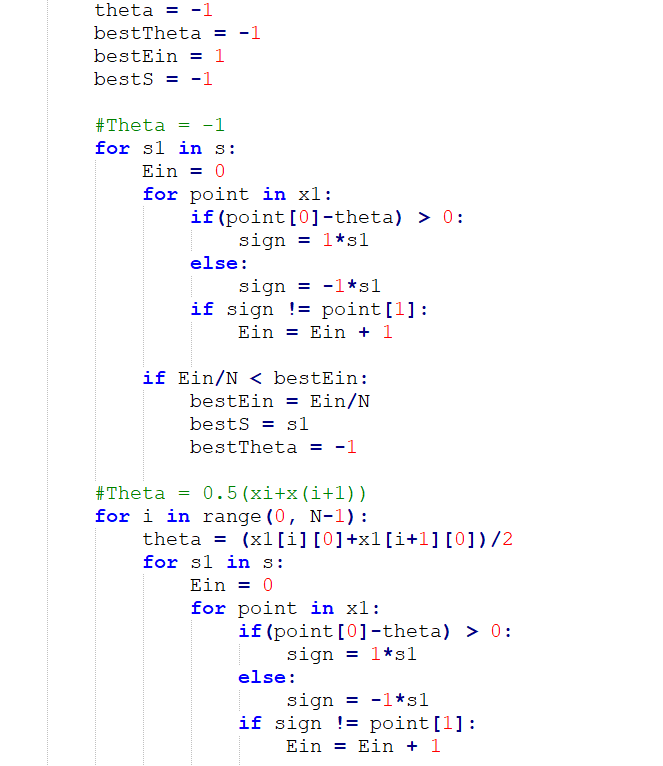 theta = -1
bestTheta = -1
bestEin = 1
bestS = -1
#Theta = -1
for s1 in s:
Ein = 0
for point in x1:
if(point[0]-theta) > 0:
sign = 1*s1
else:
sign = -1*s1
if sign != point[1]:
Ein = Ein + 1
if Ein/N < bestEin:
bestEin = Ein/N
bestS = s1
bestTheta = -1
#Theta = 0.5(xi+x(i+1))
for i in range(0, N-1):
theta = (x1[i][0]+x1[i+1][0])/2
for s1 in s:
Ein = 0
for point in x1:
if(point[0]-theta) > 0:
sign = 1*s1
else:
sign = -1*s1
if sign != point[1]:
Ein = Ein + 1